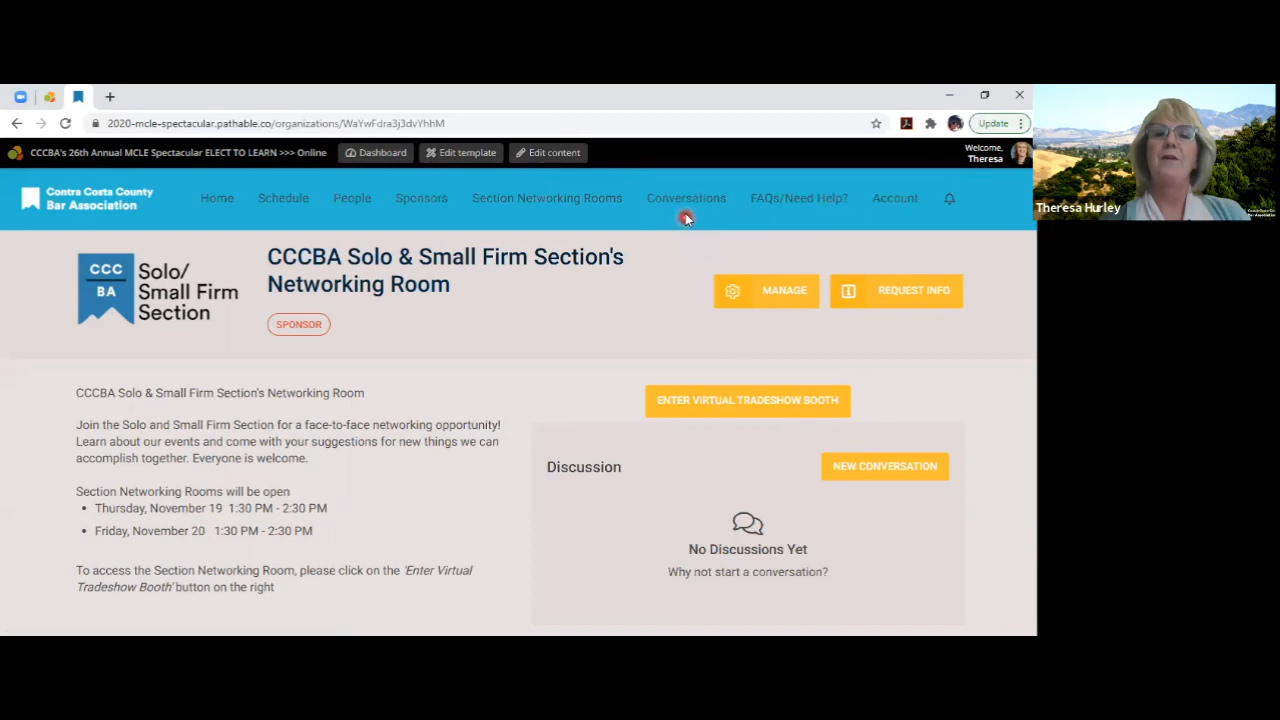 2020-mcle-spectacular.pathable.co/organizations/WaYwFdra3j3dvYhhM
Update
CCCBA's 26th Annual MCLE Spectacular ELECT TO LEARN >>> Online
Dashboard
Edit template
Edit content
Welcome,
Theresa
Contra Costa County
Bar Association
Home
Schedule
People
Sponsors
Section Networking Rooms
Conversations
FAQs/Need Help?
Account
Theresa Hurley
CCC
BA
Solo/
Small Firm
Section
CCCBA Solo & Small Firm Section's
Networking Room
SPONSOR
MANAGE
REQUEST INFO
CCCBA Solo & Small Firm Section's Networking Room
Join the Solo and Small Firm Section for a face-to-face networking opportunity!
Learn about our events and come with your suggestions for new things we can
accomplish together. Everyone is welcome.
Section Networking Rooms will be open
• Thursday, November 19 1:30 PM - 2:30 PM
• Friday, November 20 1:30 PM - 2:30 PM
To access the Section Networking Room, please click on the 'Enter Virtual
Tradeshow Booth' button on the right
ENTER VIRTUAL TRADESHOW BOOTH
Discussion
NEW CONVERSATION
No Discussions Yet
Why not start a conversation?